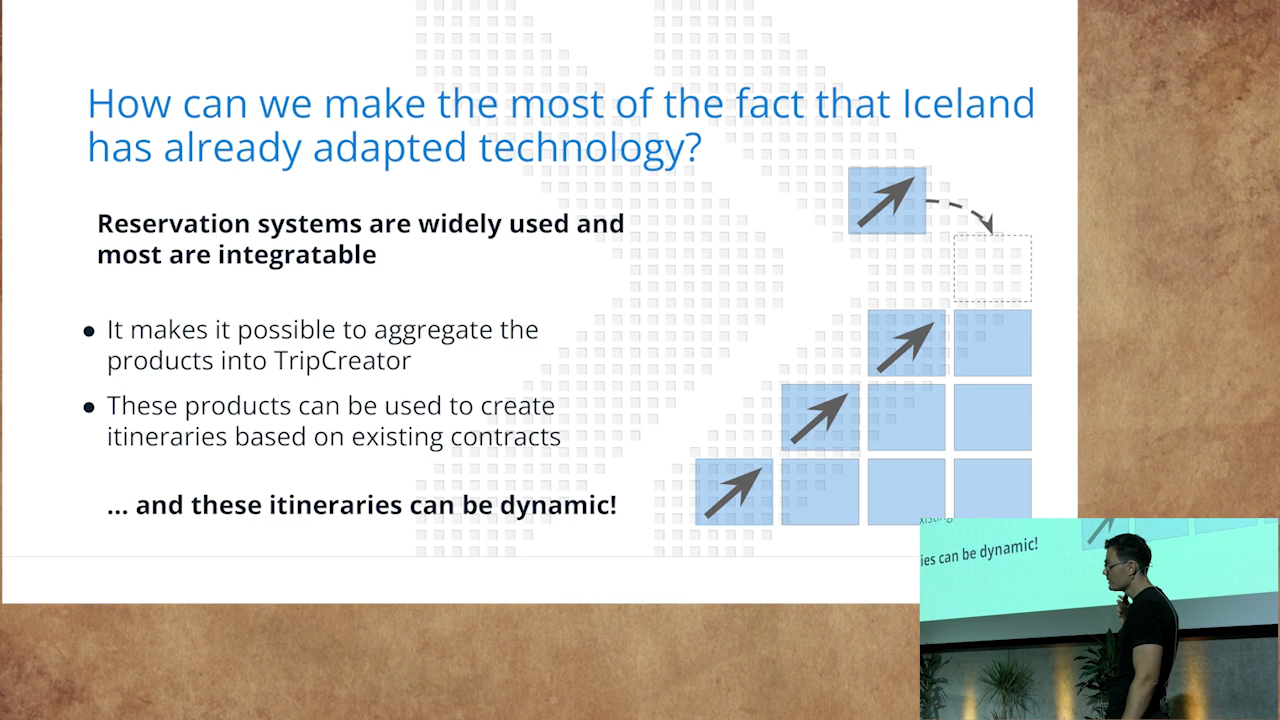 How can we make the most of the fact that Iceland
has already adapted technology?
Reservation systems are widely used and
most are integratable
● It makes it possible to aggregate the
products into TripCreator
● These products can be used to create
itineraries based on existing contracts
... and these itineraries can be dynamic!
ies can be dynamic!